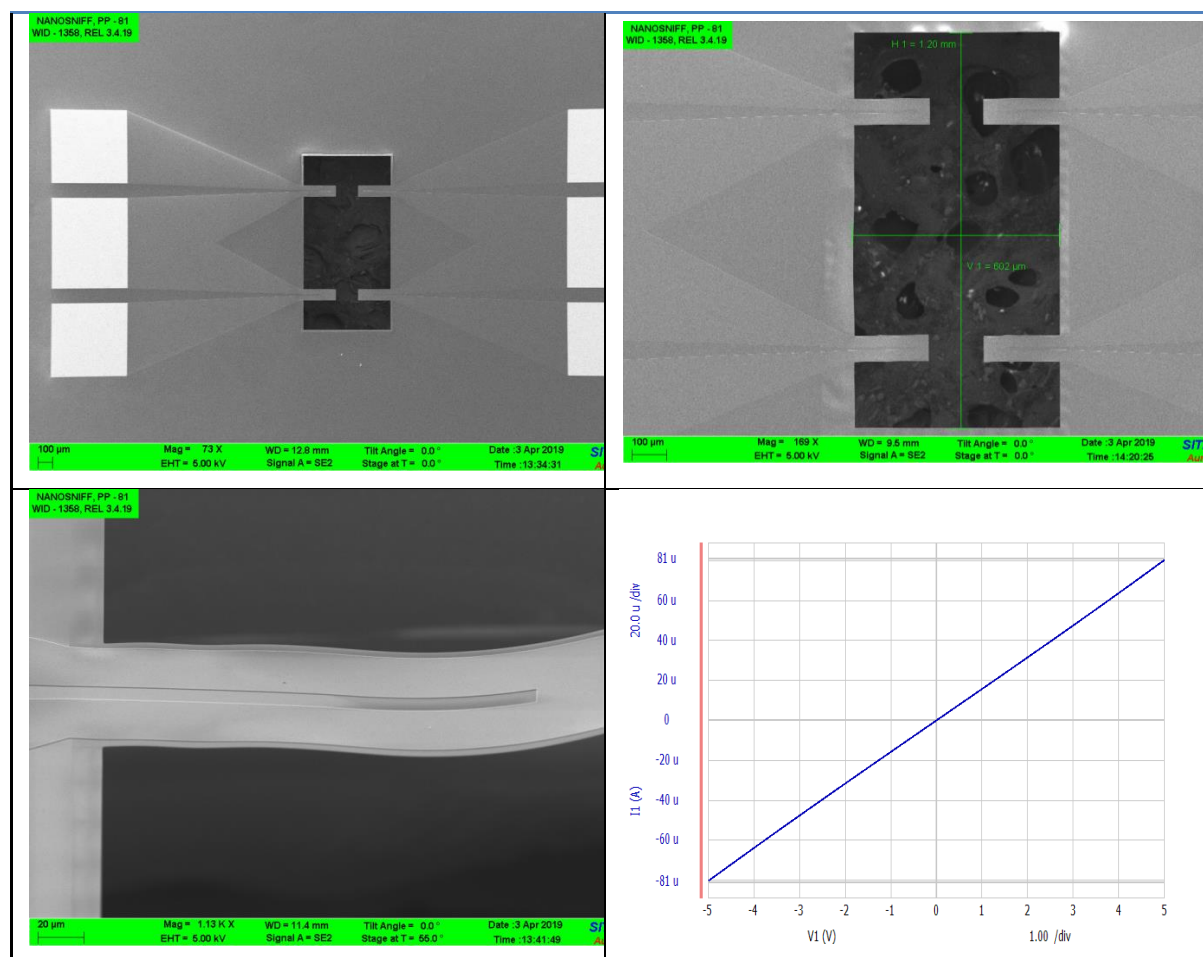 NANOSNIFF, PP - 81
WID - 1358, REL 3.4.19
100 µm
Mag = 73 X
EHT = 5.00 kV
WD = 12.8 mm
Signal A = SE2
Tilt Angle = 0.0 °
Stage at T = 0.0 °
Date :3 Apr 2019
Time :13:34:31
NANOSNIFF, PP - 81
WID - 1358, REL 3.4.19
H 1 = 1.20 mm
V 1 = 602 µm
100 µm
Mag = 169 X
EHT = 5.00 kV
WD = 9.5 mm
Signal A = SE2
Tilt Angle = 0.0 °
Stage at T = 0.0 °
Date :3 Apr 2019
Time :14:20:25
NANOSNIFF, PP - 81
WID - 1358, REL 3.4.19
20 µm
Mag = 1.13 K X
EHT = 5.00 kV
WD = 11.4 mm
Signal A = SE2
Tilt Angle = 0.0 °
Stage at T = 55.0 °
Date :3 Apr 2019
Time :13:41:49
20.0 u /div
I1 (A)
81 u
60 u
40 u
20 u
0
-20 u
-40 u
-60 u
-81 u
-5 -4 -3 -2 -1 0 1 2 3 4 5
V1 (V)
1.00 /div